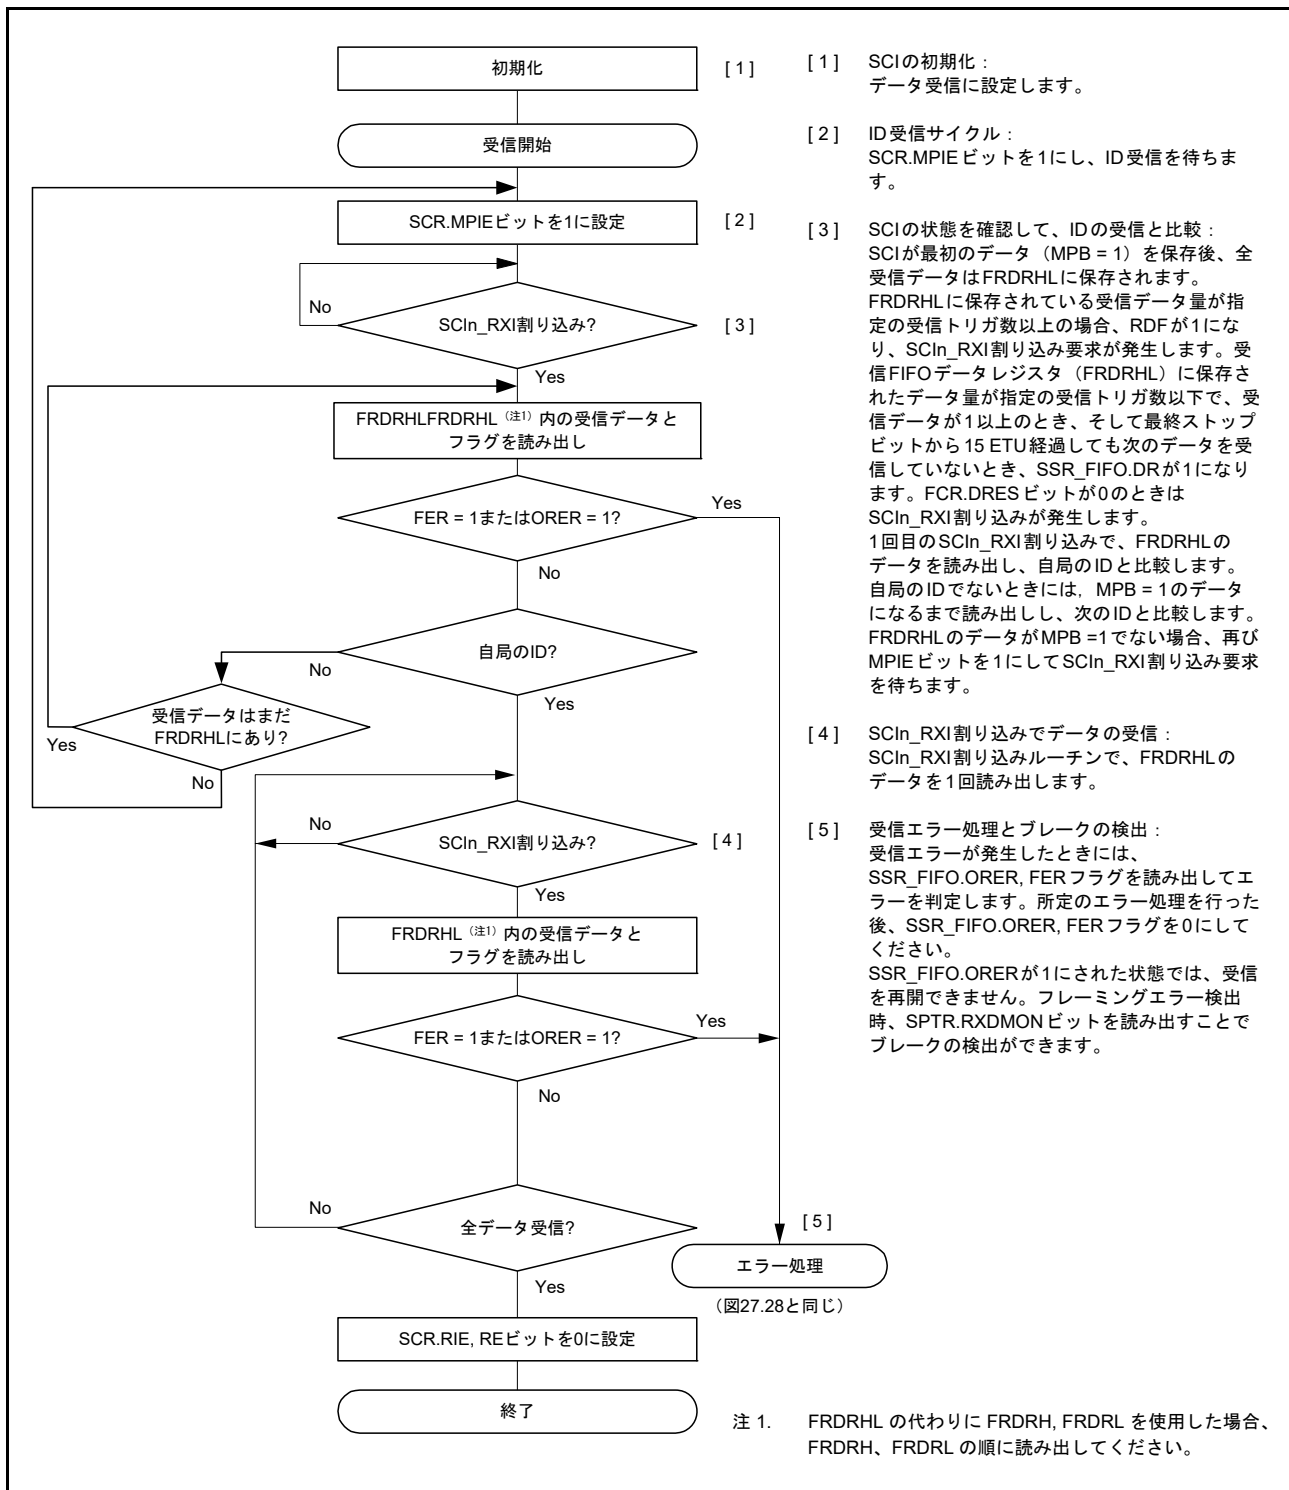 初期化
[ 1 ]
受信開始
SCR.MPIEビットを1に設定
[ 2 ]
No
SCIn_RXI割り込み?
[ 3 ]
Yes
FRDRHLFRDRHL（注1）内の受信データと
フラグを読み出し
FER = 1またはORER = 1?
Yes
No
自局のID?
No
Yes
受信データはまだ
FRDRHLにあり?
Yes
No
No
SCIn_RXI割り込み?
[ 4 ]
Yes
FRDRHL（注1）内の受信データと
フラグを読み出し
FER = 1またはORER = 1?
Yes
No
No
全データ受信?
Yes
[ 5 ]
エラー処理
（図27.28と同じ）
SCR.RIE, REビットを0に設定
終了
[ 1 ] SCIの初期化：
データ受信に設定します。
[ 2 ] ID受信サイクル：
SCR.MPIEビットを1にし、ID受信を待ちま
す。
[ 3 ] SCIの状態を確認して、IDの受信と比較：
SCIが最初のデータ（MPB = 1）を保存後、全
受信データはFRDRHLに保存されます。
FRDRHLに保存されている受信データ量が指
定の受信トリガ数以上の場合、RDFが1にな
り、SCIn_RXI割り込み要求が発生します。受
信FIFOデータレジスタ（FRDRHL）に保存さ
れたデータ量が指定の受信トリガ数以下で、受
信データが1以上のとき、そして最終ストップ
ビットから15 ETU経過しても次のデータを受
信していないとき、SSR_FIFO.DRが1になり
ます。FCR.DRESビットが0のときは
SCIn_RXI割り込みが発生します。
1回目のSCIn_RXI割り込みで、FRDRHLの
データを読み出し、自局のIDと比較します。
自局のIDでないときには, MPB = 1のデータ
になるまで読み出しし、次のIDと比較します。
FRDRHLのデータがMPB =1でない場合、再び
MPIEビットを1にしてSCIn_RXI割り込み要求
を待ちます。
[ 4 ] SCIn_RXI割り込みでデータの受信：
SCIn_RXI割り込みルーチンで、FRDRHLの
データを1回読み出します。
[ 5 ] 受信エラー処理とブレークの検出：
受信エラーが発生したときには、
SSR_FIFO.ORER, FERフラグを読み出してエ
ラーを判定します。所定のエラー処理を行った
後、SSR_FIFO.ORER, FERフラグを0にして
ください。
SSR_FIFO.ORERが1にされた状態では、受信
を再開できません。フレーミングエラー検出
時、SPTR.RXDMONビットを読み出すことで
ブレークの検出ができます。
注 1. FRDRHL の代わりに FRDRH, FRDRL を使用した場合、
FRDRH、FRDRL の順に読み出してください。